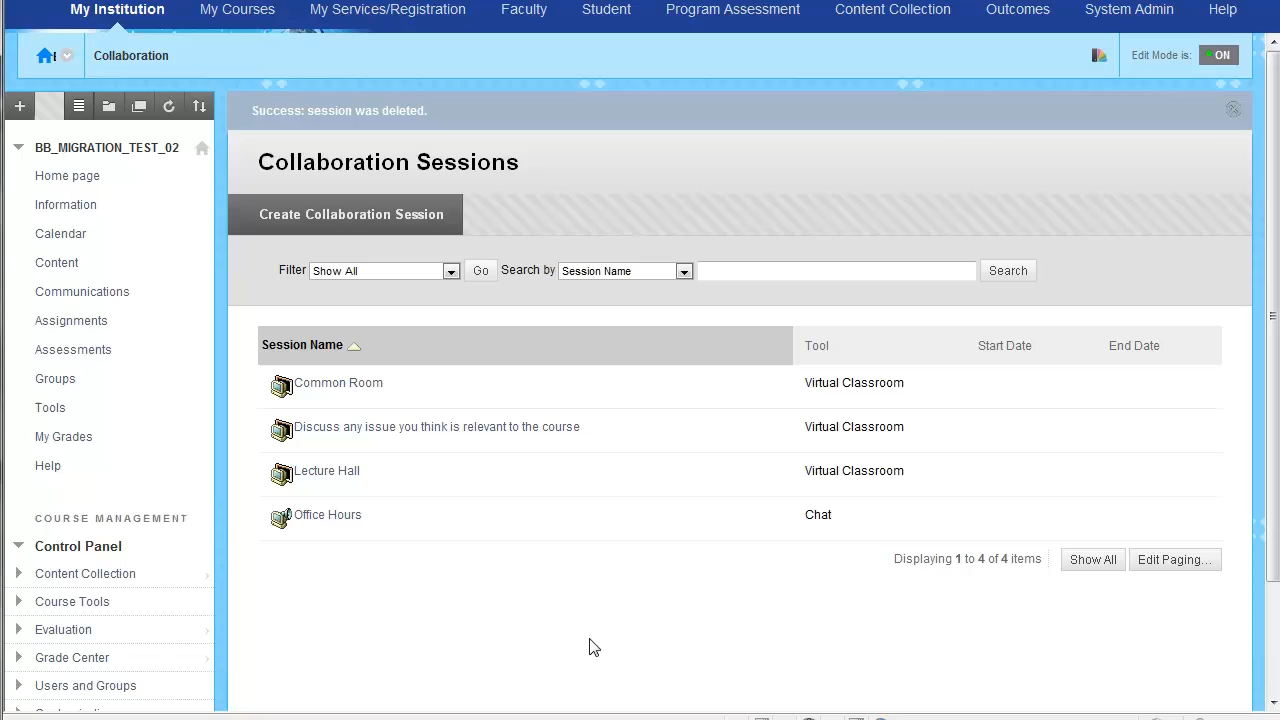 My Institution My Courses My Services/Registration Faculty Student Program Assessment Content Collection Outcomes System Admin Help
Collaboration Edit Mode is: ON
Success: session was deleted.
Collaboration Sessions
Create Collaboration Session
Filter Show All Go Search by Session Name Search
Session Name Tool Start Date End Date
Common Room Virtual Classroom
Discuss any issue you think is relevant to the course Virtual Classroom
Lecture Hall Virtual Classroom
Office Hours Chat
Displaying 1 to 4 of 4 items Show All Edit Paging...
BB_MIGRATION_TEST_02
Home page
Information
Calendar
Content
Communications
Assignments
Assessments
Groups
Tools
My Grades
Help
COURSE MANAGEMENT
Control Panel
Content Collection
Course Tools
Evaluation
Grade Center
Users and Groups